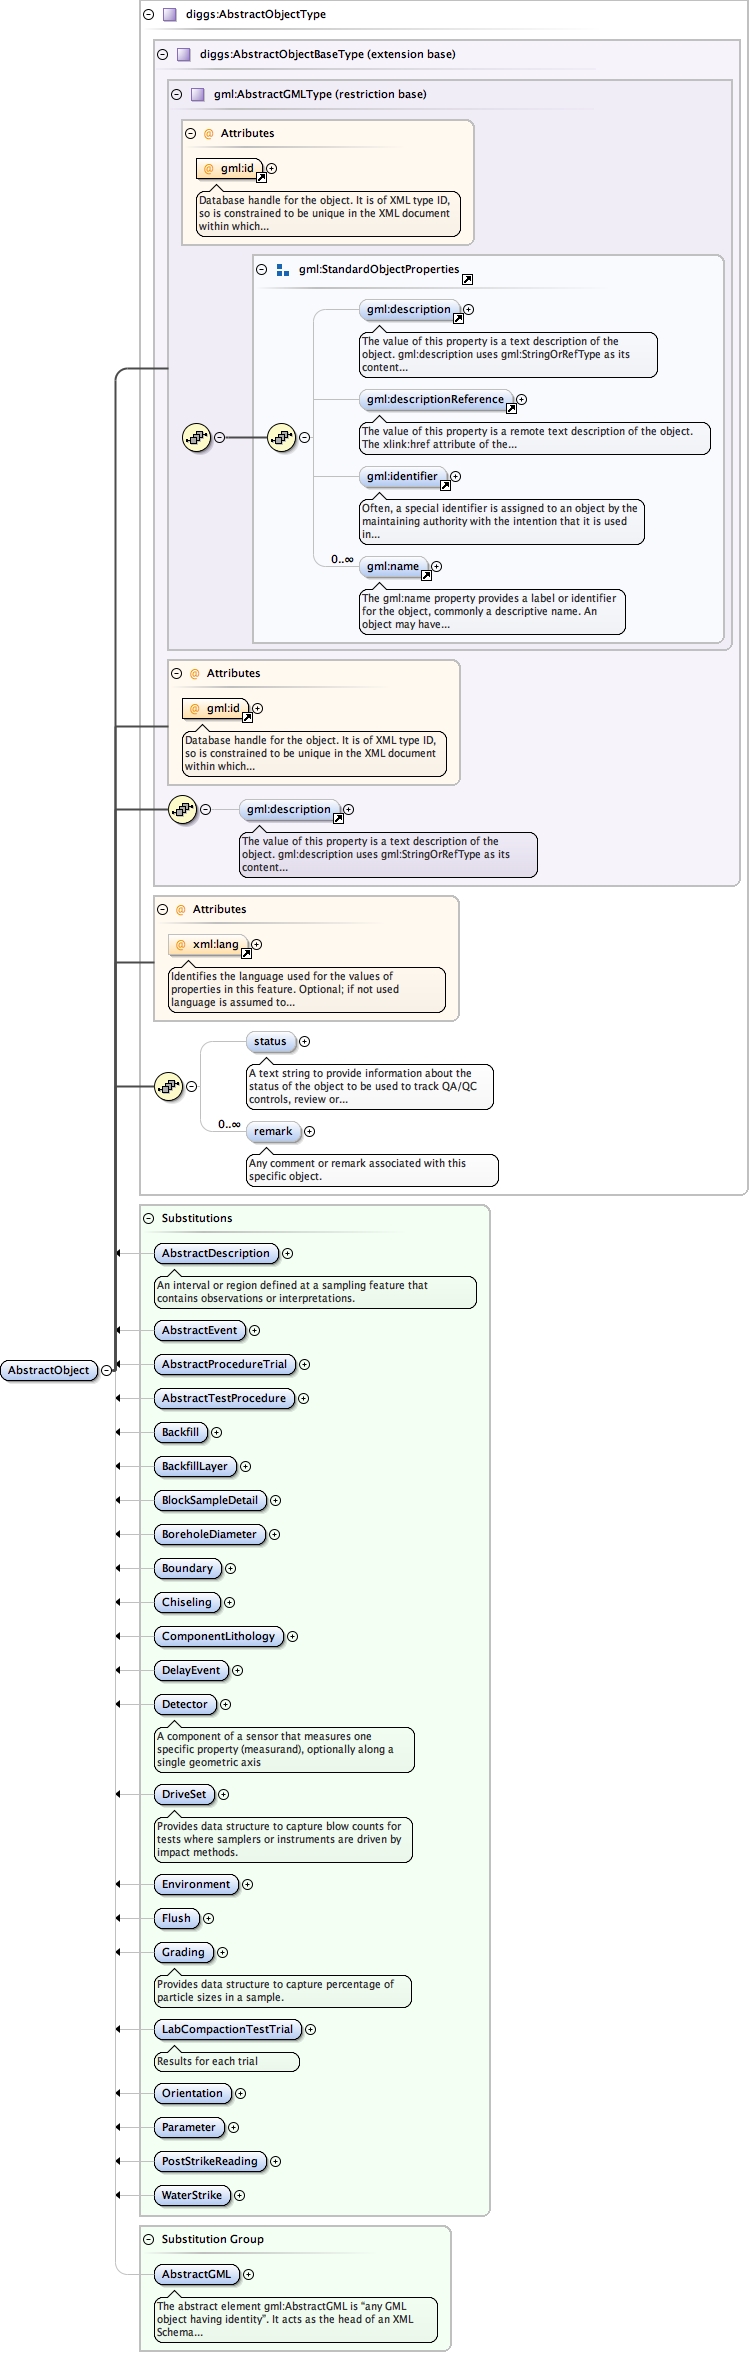 diggs:AbstractObjectType
diggs:AbstractObjectBaseType (extension base)
gml:AbstractGMLType (restriction base)
@ Attributes
@ gml:id
Database handle for the object. It is of XML type ID,
so is constrained to be unique in the XML document
within which...
gml:StandardObjectProperties
gml:description
The value of this property is a text description of the
object. gml:description uses gml:StringOrRefType as its
content...
gml:descriptionReference
The value of this property is a remote text description of the object.
The xlink:href attribute of the...
gml:identifier
Often, a special identifier is assigned to an object by the
maintaining authority with the intention that it is used
in...
0..∞
gml:name
The gml:name property provides a label or identifier
for the object, commonly a descriptive name. An
object may have...
@ Attributes
@ gml:id
Database handle for the object. It is of XML type ID,
so is constrained to be unique in the XML document
within which...
gml:description
The value of this property is a text description of the
object. gml:description uses gml:StringOrRefType as its
content...
@ Attributes
@ xml:lang
Identifies the language used for the values of
properties in this feature. Optional; if not used
language is assumed to...
status
A text string to provide information about the
status of the object to be used to track QA/QC
controls, review or...
0..∞
remark
Any comment or remark associated with this
specific object.
Substitutions
AbstractDescription
An interval or region defined at a sampling feature that
contains observations or interpretations.
AbstractEvent
AbstractObject
AbstractProcedureTrial
AbstractTestProcedure
Backfill
BackfillLayer
BlockSampleDetail
BoreholeDiameter
Boundary
Chiseling
ComponentLithology
DelayEvent
Detector
A component of a sensor that measures one
specific property (measurand), optionally along a
single geometric axis
DriveSet
Provides data structure to capture blow counts for
tests where samplers or instruments are driven by
impact methods.
Environment
Flush
Grading
Provides data structure to capture percentage of
particle sizes in a sample.
LabCompactionTestTrial
Results for each trial
Orientation
Parameter
PostStrikeReading
WaterStrike
Substitution Group
AbstractGML
The abstract element gml:AbstractGML is "any GML
object having identity". It acts as the head of an XML
Schema...